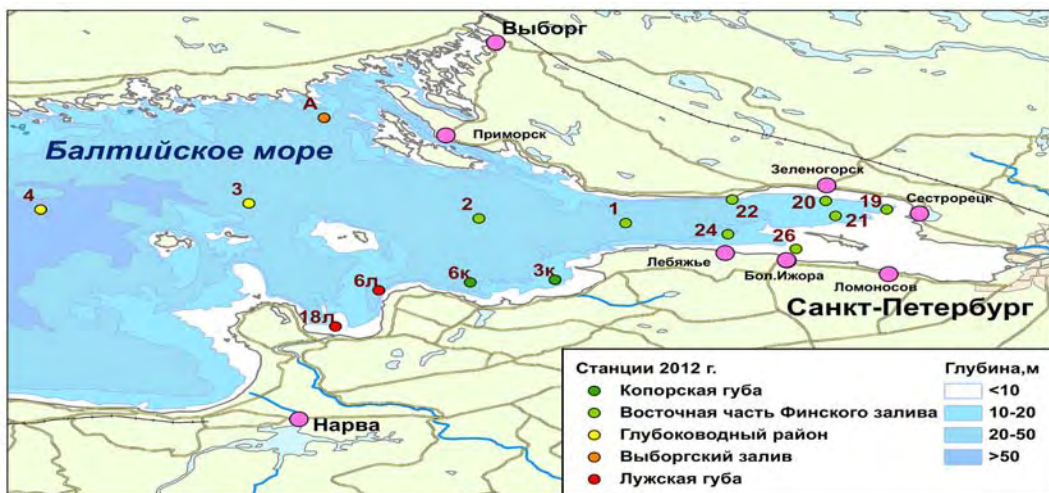 Выборг
А
Приморск
Балтийское море
Зеленогорск
4
3
2
1
22
20
19
Сестрорецк
21
24
26
Лебяжье
Бол.Ижора
Ломоносов
6л
6к
3к
Санкт-Петербург
18л
Нарва
Станции 2012 г.
Копорская губа
Восточная часть Финского залива
Глубоководный район
Выборгский залив
Лужская губа
Глубина,м
<10
10-20
20-50
>50